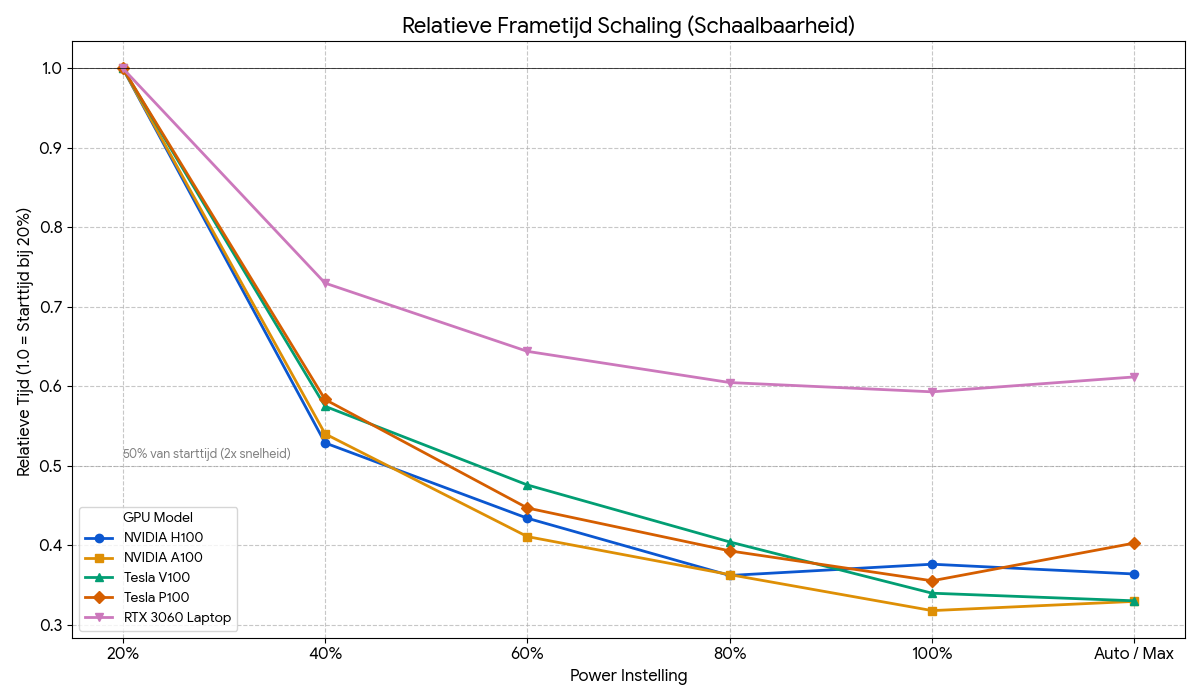 Relatieve Frametijd Schaling (Schaalbaarheid)
Relatieve Tijd (1.0 = Starttijd bij 20%)
1.0
0.9
0.8
0.7
0.6
0.5
0.4
0.3
50% van starttijd (2x snelheid)
GPU Model
NVIDIA H100
NVIDIA A100
Tesla V100
Tesla P100
RTX 3060 Laptop
20%
40%
60%
80%
100%
Auto / Max
Power Instelling